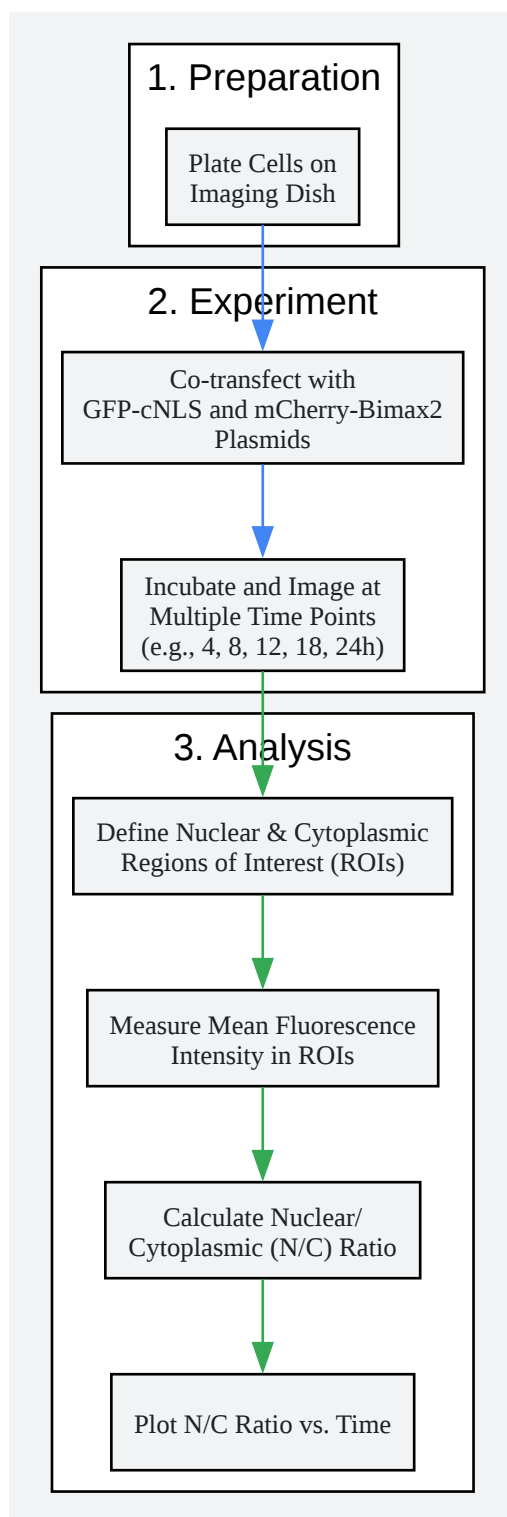 1. Preparation
Plate Cells on
Imaging Dish
2. Experiment
Co-transfect with
GFP-cNLS and mCherry-Bimax2
Plasmids
Incubate and Image at
Multiple Time Points
(e.g., 4, 8, 12, 18, 24h)
3. Analysis
Define Nuclear & Cytoplasmic
Regions of Interest (ROIs)
Measure Mean Fluorescence
Intensity in ROIs
Calculate Nuclear/
Cytoplasmic (N/C) Ratio
Plot N/C Ratio vs. Time